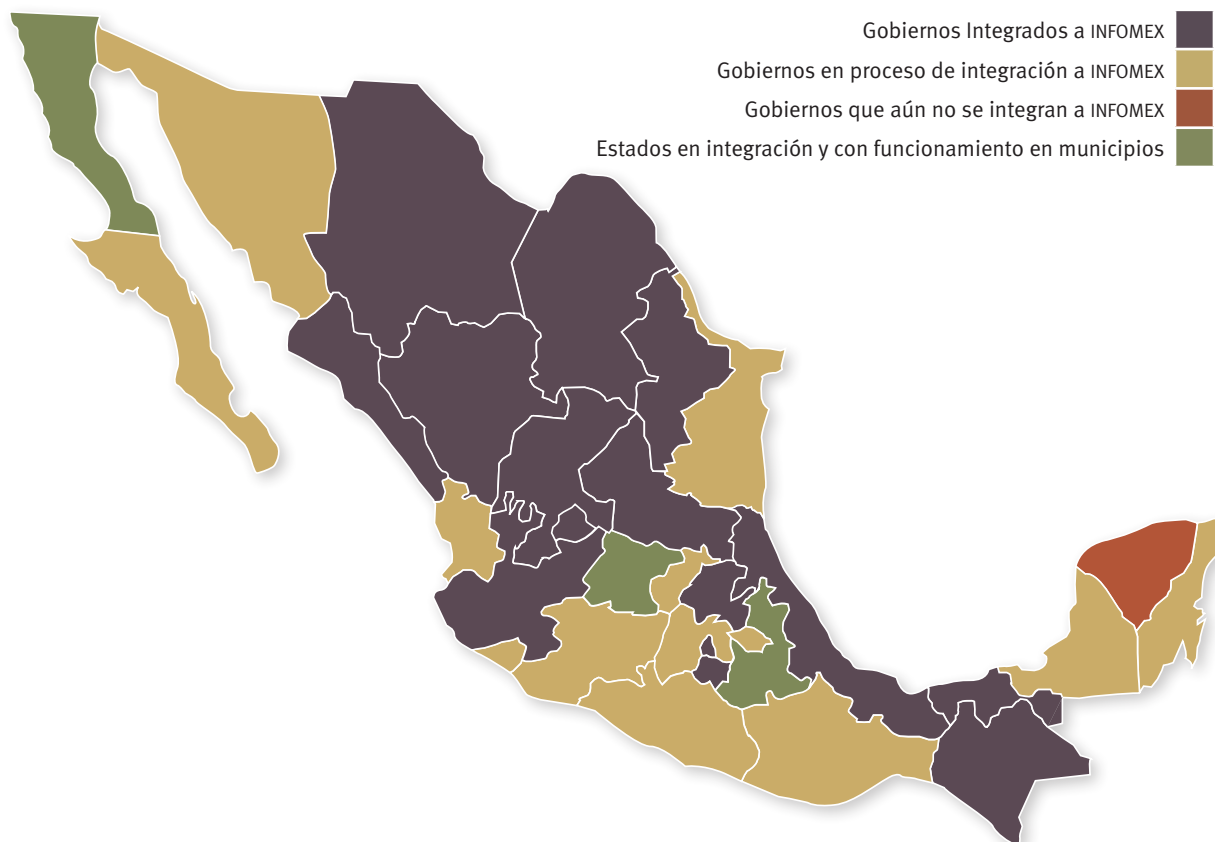 Gobiernos Integrados a INFOMEX
Gobiernos en proceso de integración a INFOMEX
Gobiernos que aún no se integran a INFOMEX
Estados en integración y con funcionamiento en municipios